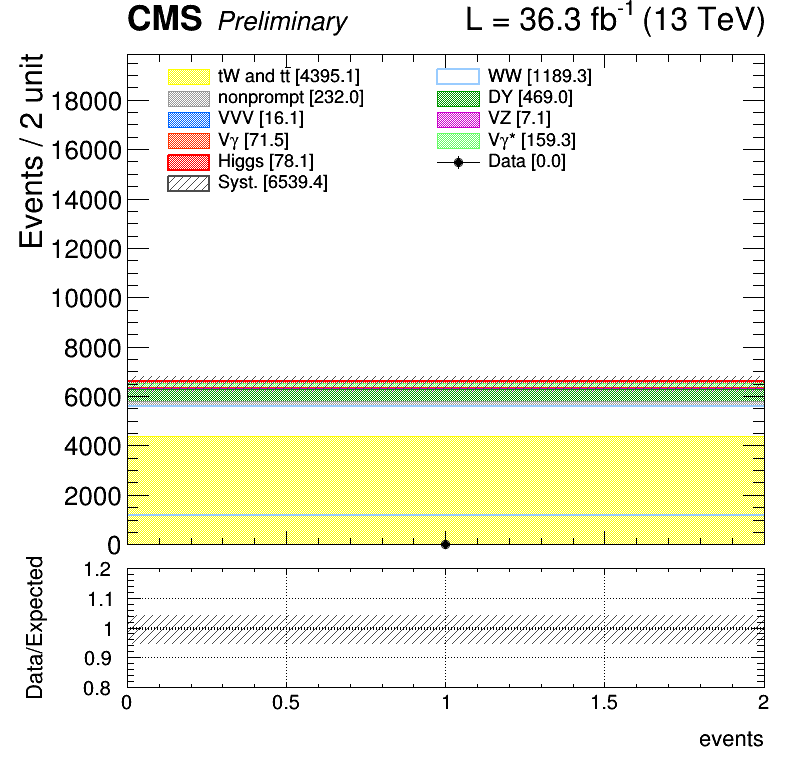 CMS Preliminary L = 36.3 fb⁻¹ (13 TeV)
Events / 2 unit
tW and tt̄ [4395.1]
nonprompt [232.0]
VVV [16.1]
Vγ [71.5]
Higgs [78.1]
Syst. [6539.4]
WW [1189.3]
DY [469.0]
VZ [7.1]
Vγ* [159.3]
Data [0.0]
18000
16000
14000
12000
10000
8000
6000
4000
2000
0
Data/Expected
1.2
1.1
1
0.9
0.8
0 0.5 1 1.5 2
events